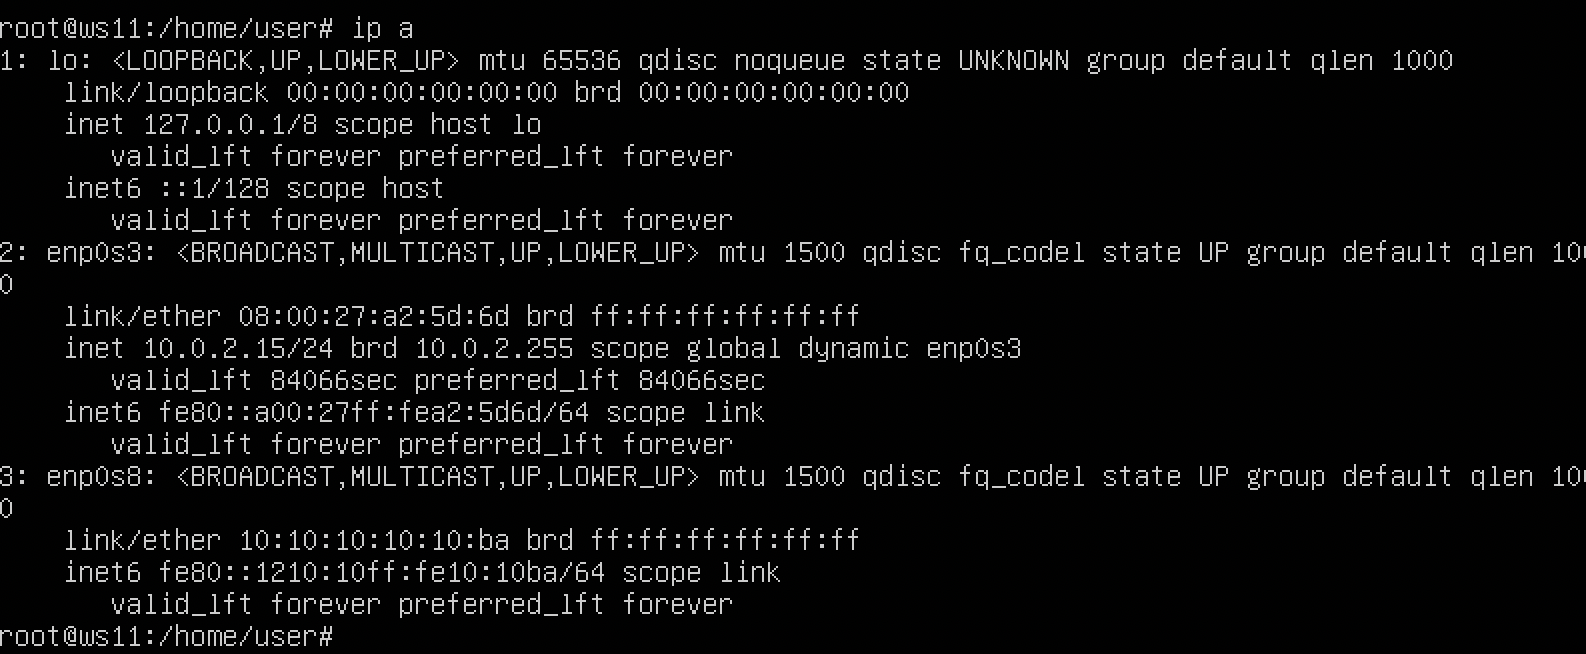 root@ws11:/home/user# ip a
1: lo: <LOOPBACK,UP,LOWER_UP> mtu 65536 qdisc noqueue state UNKNOWN group default qlen 1000
    link/loopback 00:00:00:00:00:00 brd 00:00:00:00:00:00
    inet 127.0.0.1/8 scope host lo
       valid_lft forever preferred_lft forever
    inet6 ::1/128 scope host
       valid_lft forever preferred_lft forever
2: enp0s3: <BROADCAST,MULTICAST,UP,LOWER_UP> mtu 1500 qdisc fq_codel state UP group default qlen 100
0
    link/ether 08:00:27:a2:5d:6d brd ff:ff:ff:ff:ff:ff
    inet 10.0.2.15/24 brd 10.0.2.255 scope global dynamic enp0s3
       valid_lft 84066sec preferred_lft 84066sec
    inet6 fe80::a00:27ff:fea2:5d6d/64 scope link
       valid_lft forever preferred_lft forever
3: enp0s8: <BROADCAST,MULTICAST,UP,LOWER_UP> mtu 1500 qdisc fq_codel state UP group default qlen 100
0
    link/ether 10:10:10:10:10:ba brd ff:ff:ff:ff:ff:ff
    inet6 fe80::1210:10ff:fe10:10ba/64 scope link
       valid_lft forever preferred_lft forever
root@ws11:/home/user#